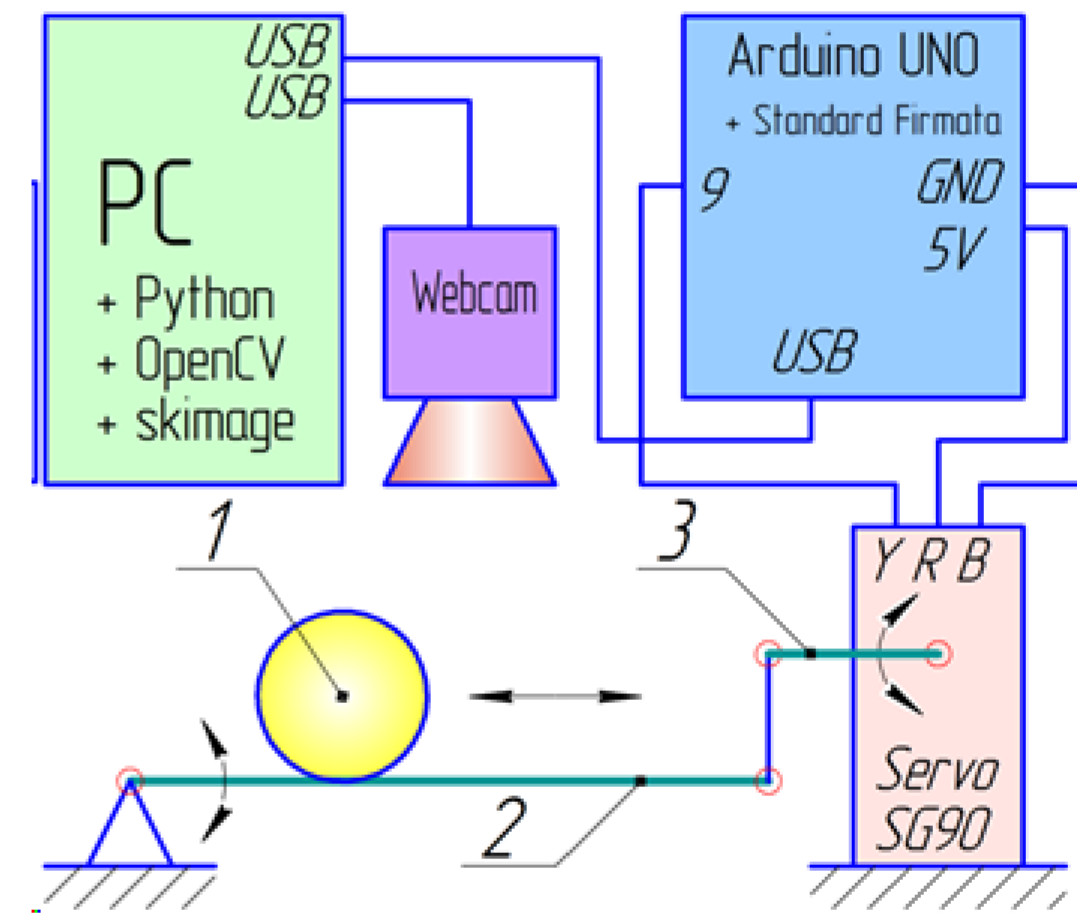 USB
USB
PC
+ Python
+ OpenCV
+ skimage
Webcam
Arduino UNO
+ Standard Firmata
9
GND
5V
USB
1
3
Y R B
2
Servo
SG90